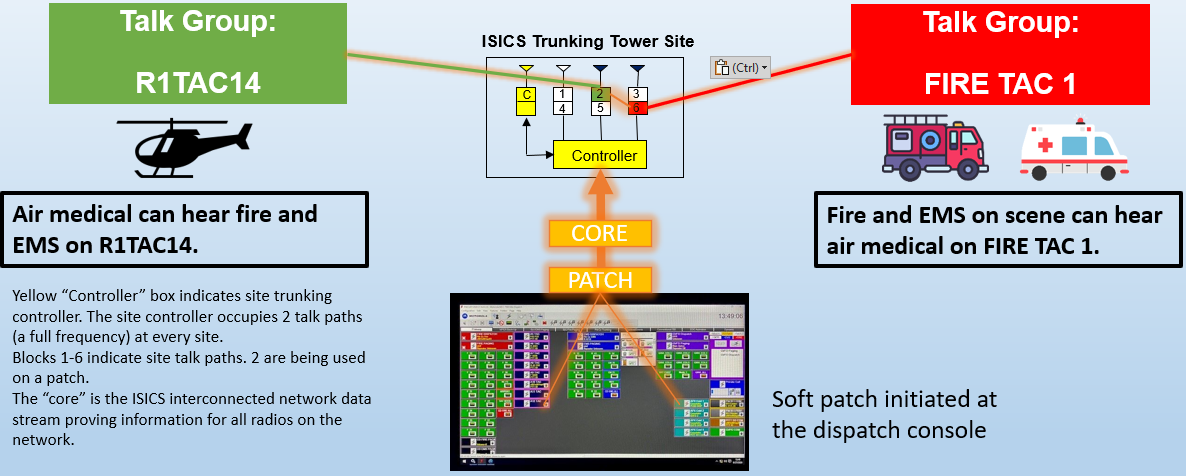 Talk Group:
R1TAC14
ISICS Trunking Tower Site
(Ctrl)
Talk Group:
FIRE TAC 1
C
1
2
3
4
5
6
Controller
Air medical can hear fire and
EMS on R1TAC14.
CORE
PATCH
Fire and EMS on scene can hear
air medical on FIRE TAC 1.
Yellow “Controller” box indicates site trunking
controller. The site controller occupies 2 talk paths
(a full frequency) at every site.
Blocks 1-6 indicate site talk paths. 2 are being used
on a patch.
The “core” is the ISICS interconnected network data
stream proving information for all radios on the
network.
13:49:06
Soft patch initiated at
the dispatch console